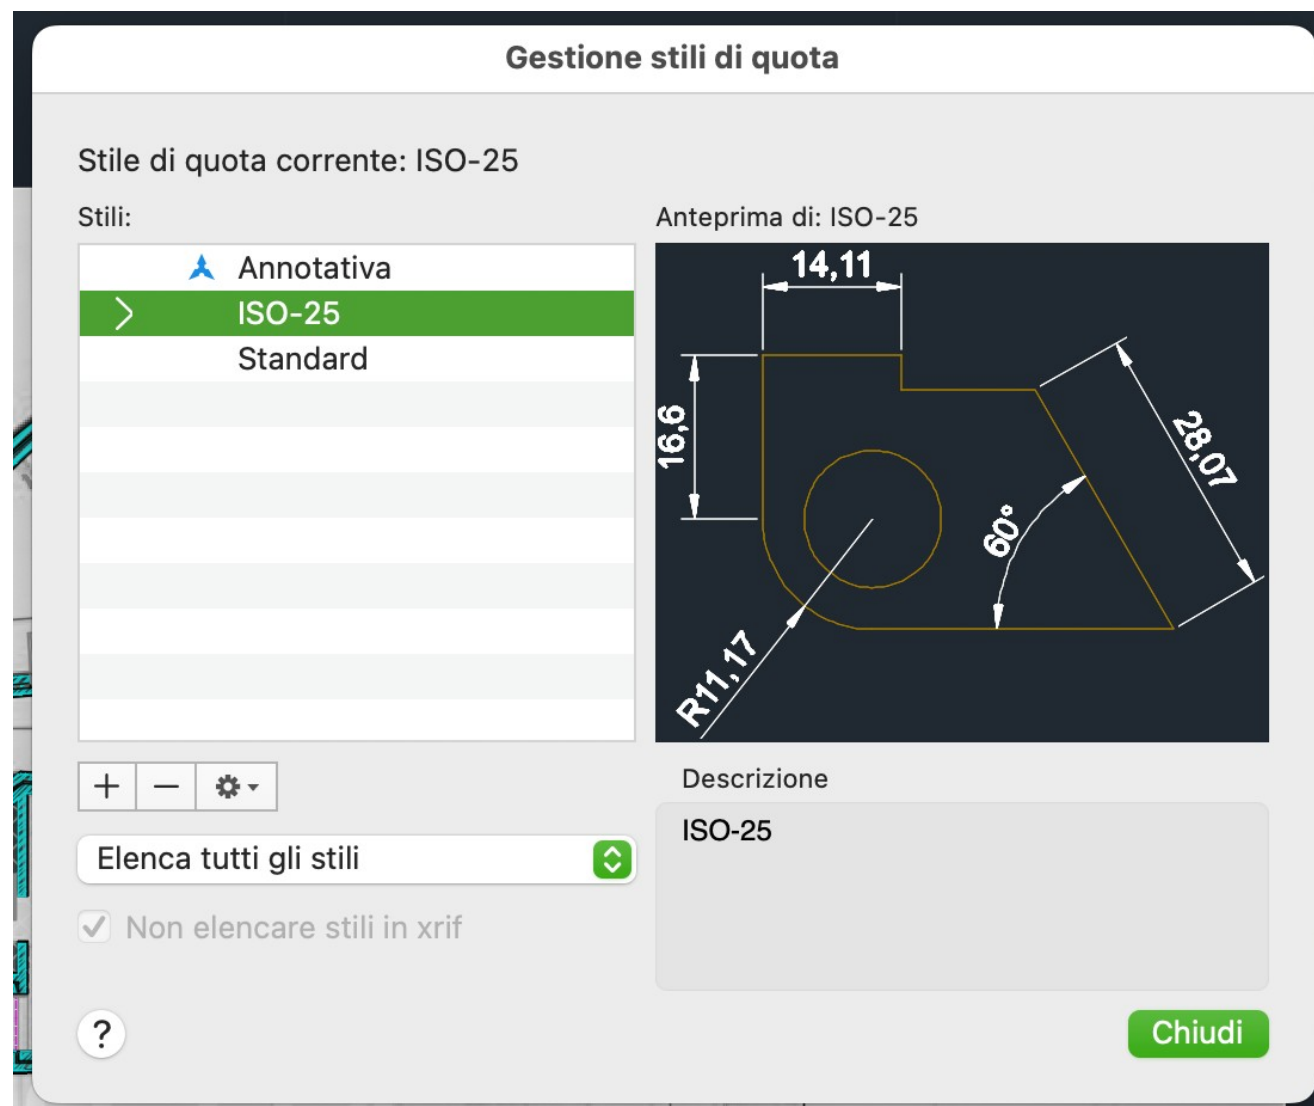 Gestione stili di quota
Stile di quota corrente: ISO-25
Stili:
Annotativa
ISO-25
Standard
Anteprima di: ISO-25
14,11
16,6
28,07
60°
R11,17
Elenca tutti gli stili
Non elencare stili in xrif
Descrizione
ISO-25
?
Chiudi